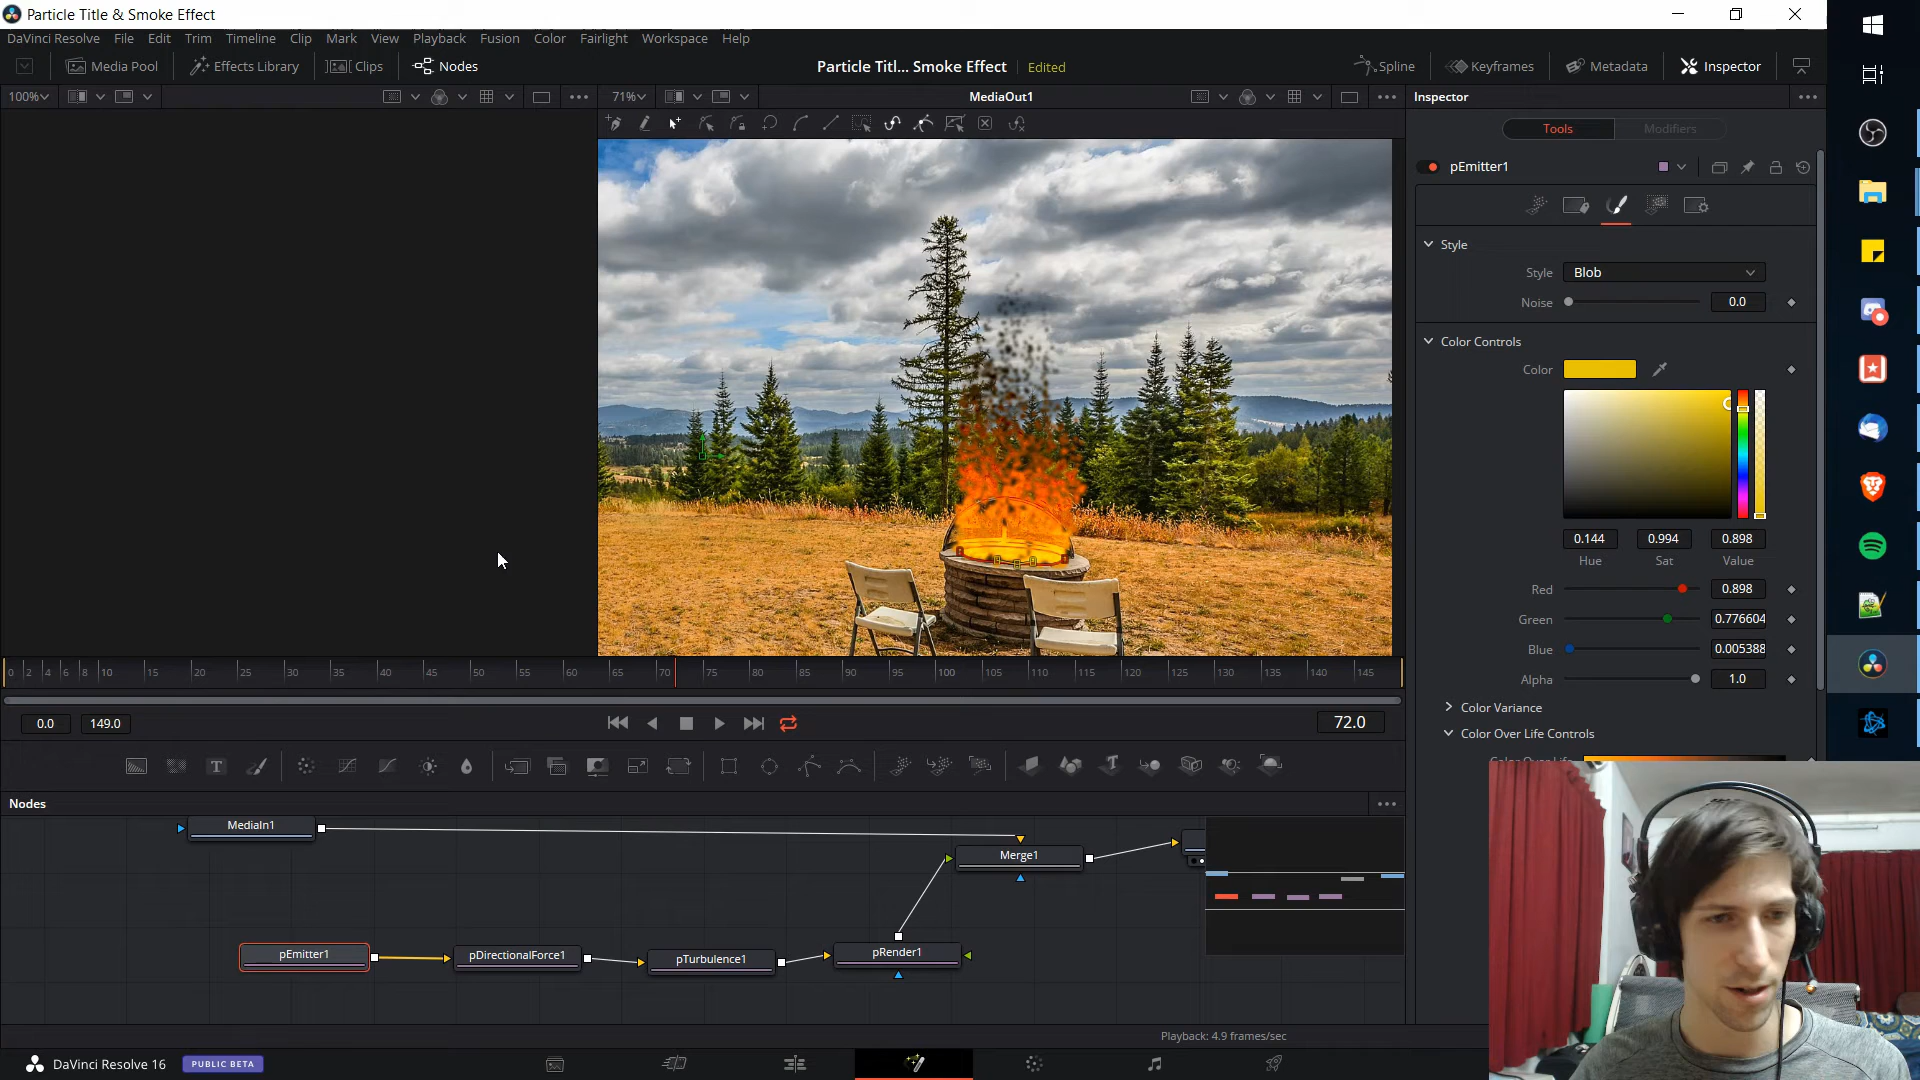 Particle Title & Smoke Effect
DaVinci Resolve File Edit Trim Timeline Clip Mark View Playback Fusion Color Fairlight Workspace Help
Media Pool Effects Library Clips Nodes Particle Titl... Smoke Effect Edited Spline Keyframes Metadata Inspector
100% 71% MediaOut1 Inspector
Tools Modifiers
pEmitter1
Style
Style Blob
Noise 0.0
Color Controls
Color
0.144 0.994 0.898
Hue Sat Value
Red 0.898
Green 0.776604
Blue 0.005388
Alpha 1.0
Color Variance
Color Over Life Controls
0 2 4 6 8 10 15 20 25 30 35 40 45 50 55 60 65 70 75 80 85 90 95 100 105 110 115 120 125 130 135 140 145
0.0 149.0 72.0
Nodes
MediaIn1
Merge1
pEmitter1 pDirectionalForce1 pTurbulence1 pRender1
Playback: 4.9 frames/sec
DaVinci Resolve 16 PUBLIC BETA